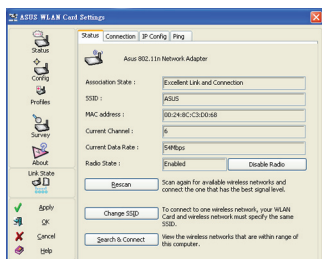 ASUS WLAN Card Settings
Status Connection IP Config Ping
Status
Config
Profiles
Survey
About
Link State
Apply
OK
Cancel
Help
Asus 802.11n Network Adapter
Association State : Excellent Link and Connection
SSID : ASUS
MAC address : 00:24:8C:C3:D0:68
Current Channel : 6
Current Data Rate : 54Mbps
Radio State : Enabled Disable Radio
Rescan
Scan again for available wireless networks and
connect the one that has the best signal level.
Change SSID
To connect to one wireless network, your WLAN
Card and wireless network must specify the same
SSID.
Search & Connect
View the wireless networks that are within range of
this computer.